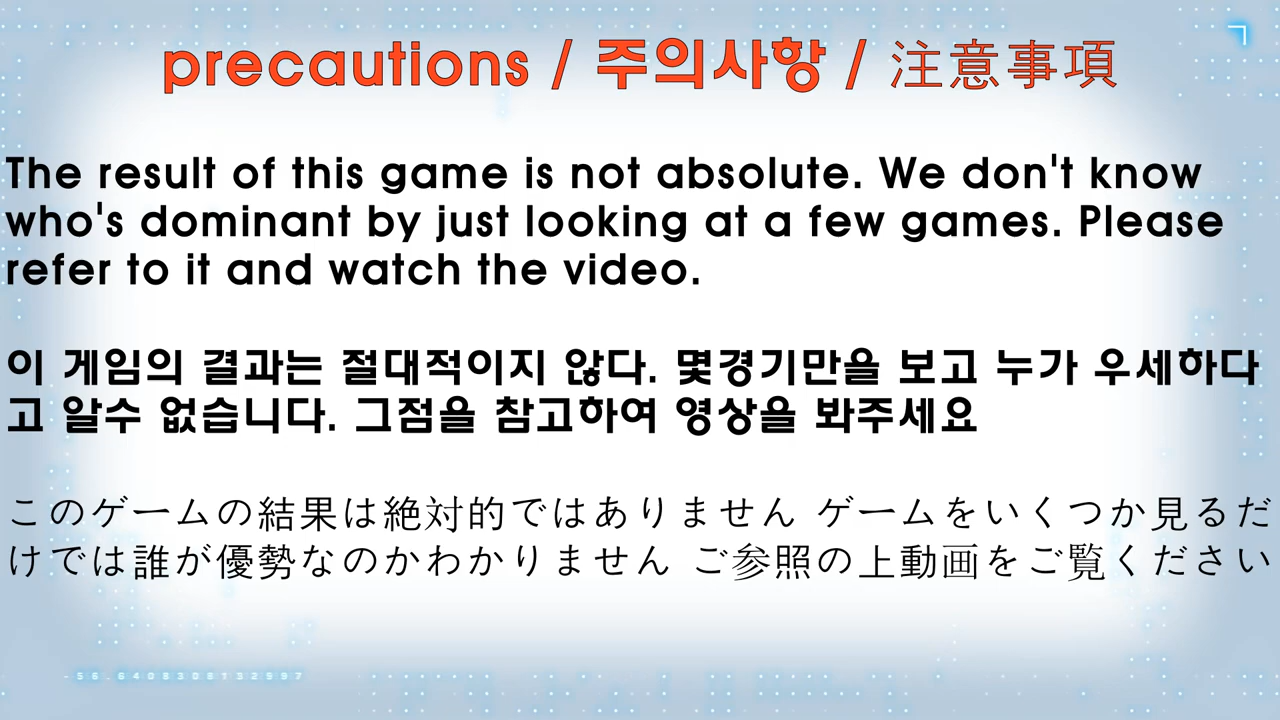 precautions / 주의사항 / 注意事項
The result of this game is not absolute. We don't know
who's dominant by just looking at a few games. Please
refer to it and watch the video.
이 게임의 결과는 절대적이지 않다. 몇경기만을 보고 누가 우세하다
고 알수 없습니다. 그점을 참고하여 영상을 봐주세요
このゲームの結果は絶対的ではありません ゲームをいくつか見るだ
けでは誰が優勢なのかわかりません ご参照の上動画をご覧ください
-56.6408308132997